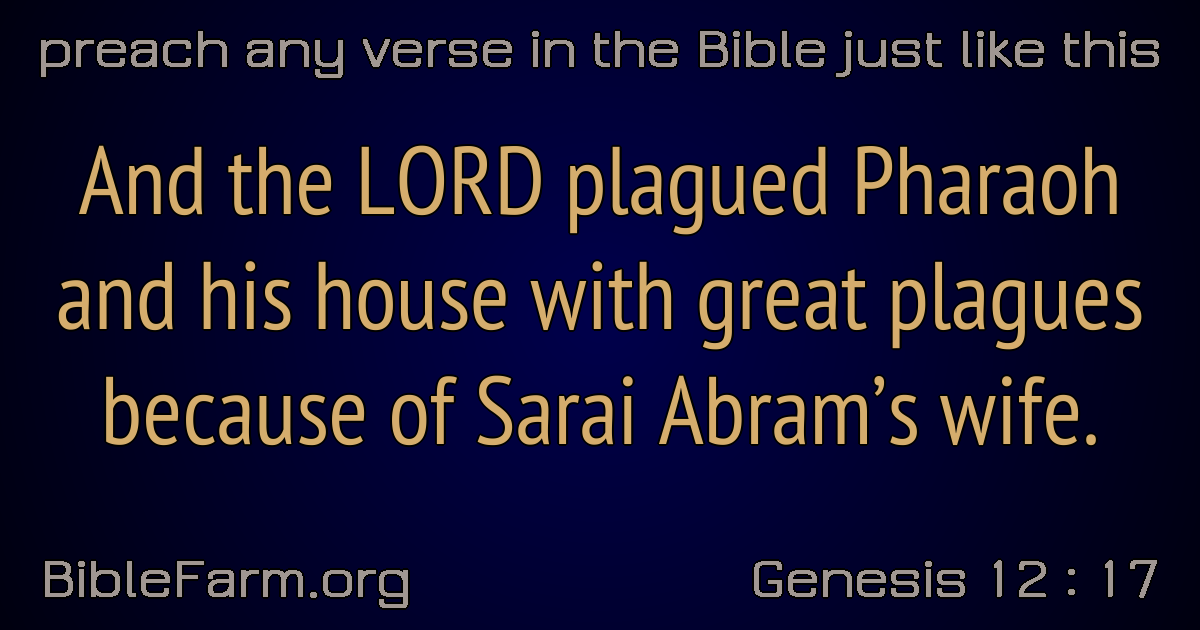 preach any verse in the Bible just like this
And the LORD plagued Pharaoh
and his house with great plagues
because of Sarai Abram’s wife.
BibleFarm.org
Genesis 12 : 17